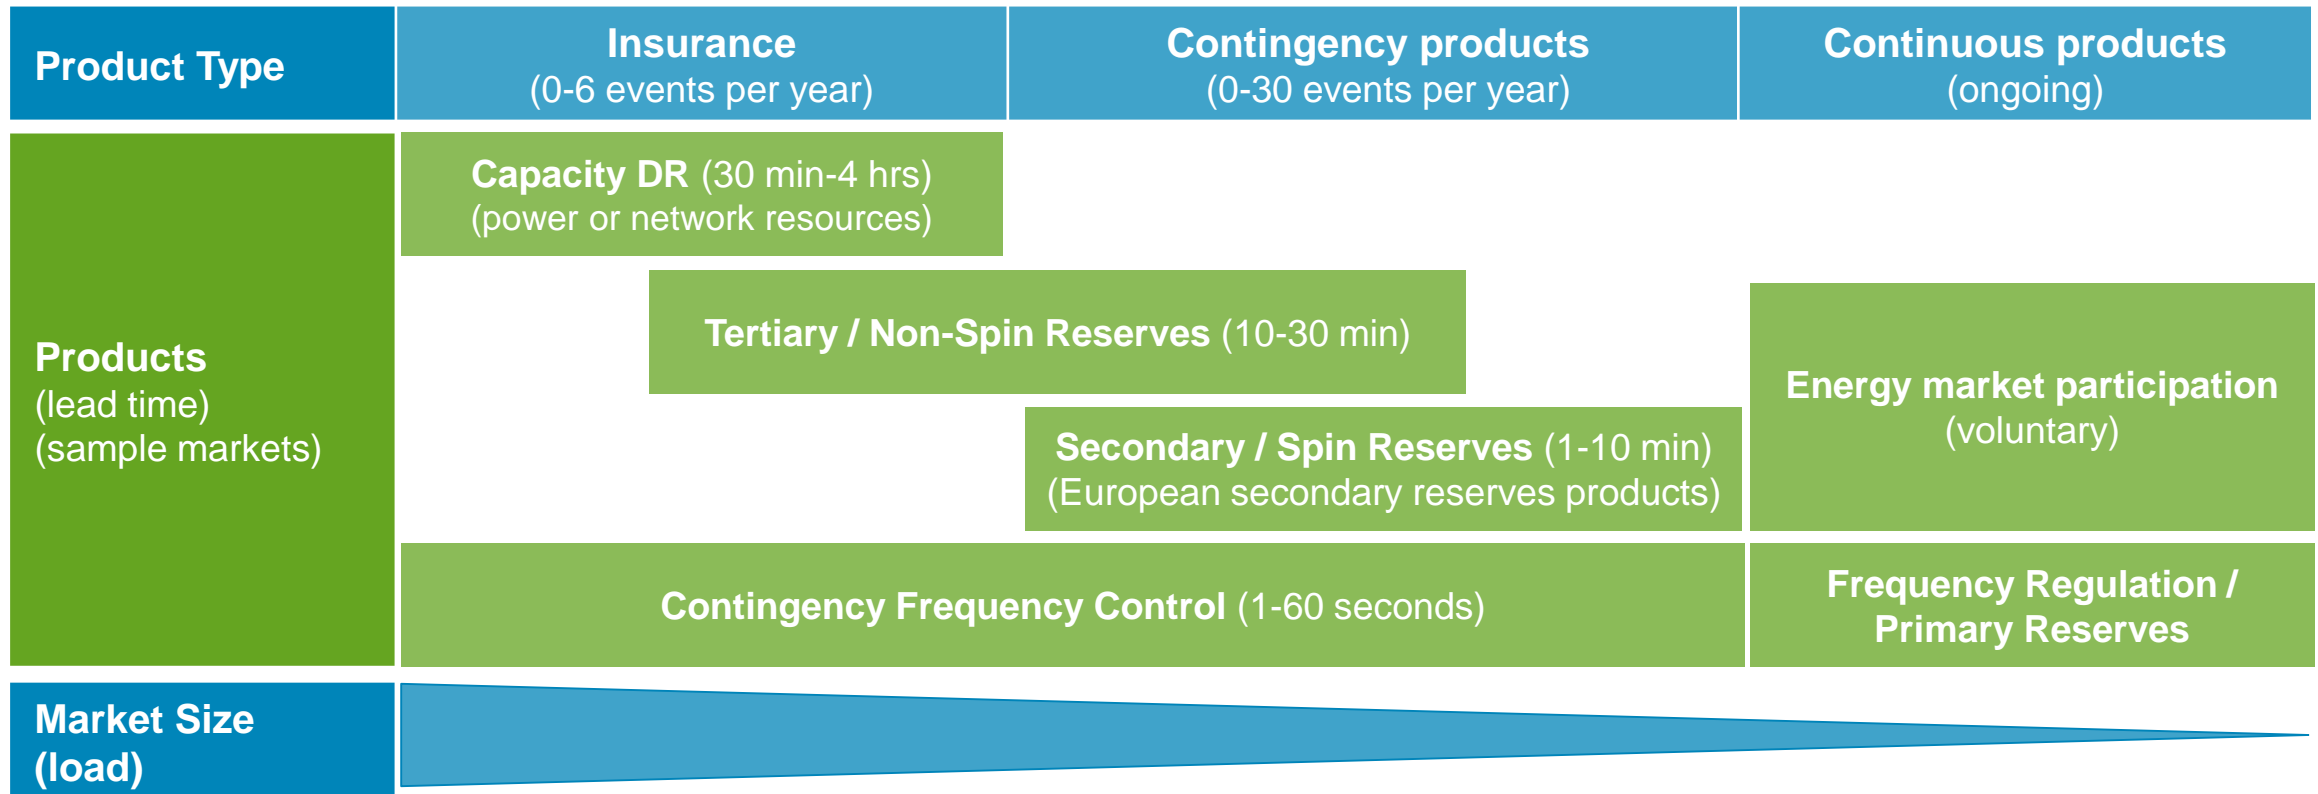 Product Type
Insurance
(0-6 events per year)
Contingency products
(0-30 events per year)
Continuous products
(ongoing)
Products
(lead time)
(sample markets)
Capacity DR (30 min-4 hrs)
(power or network resources)
Tertiary / Non-Spin Reserves (10-30 min)
Secondary / Spin Reserves (1-10 min)
(European secondary reserves products)
Energy market participation
(voluntary)
Contingency Frequency Control (1-60 seconds)
Frequency Regulation /
Primary Reserves
Market Size
(load)